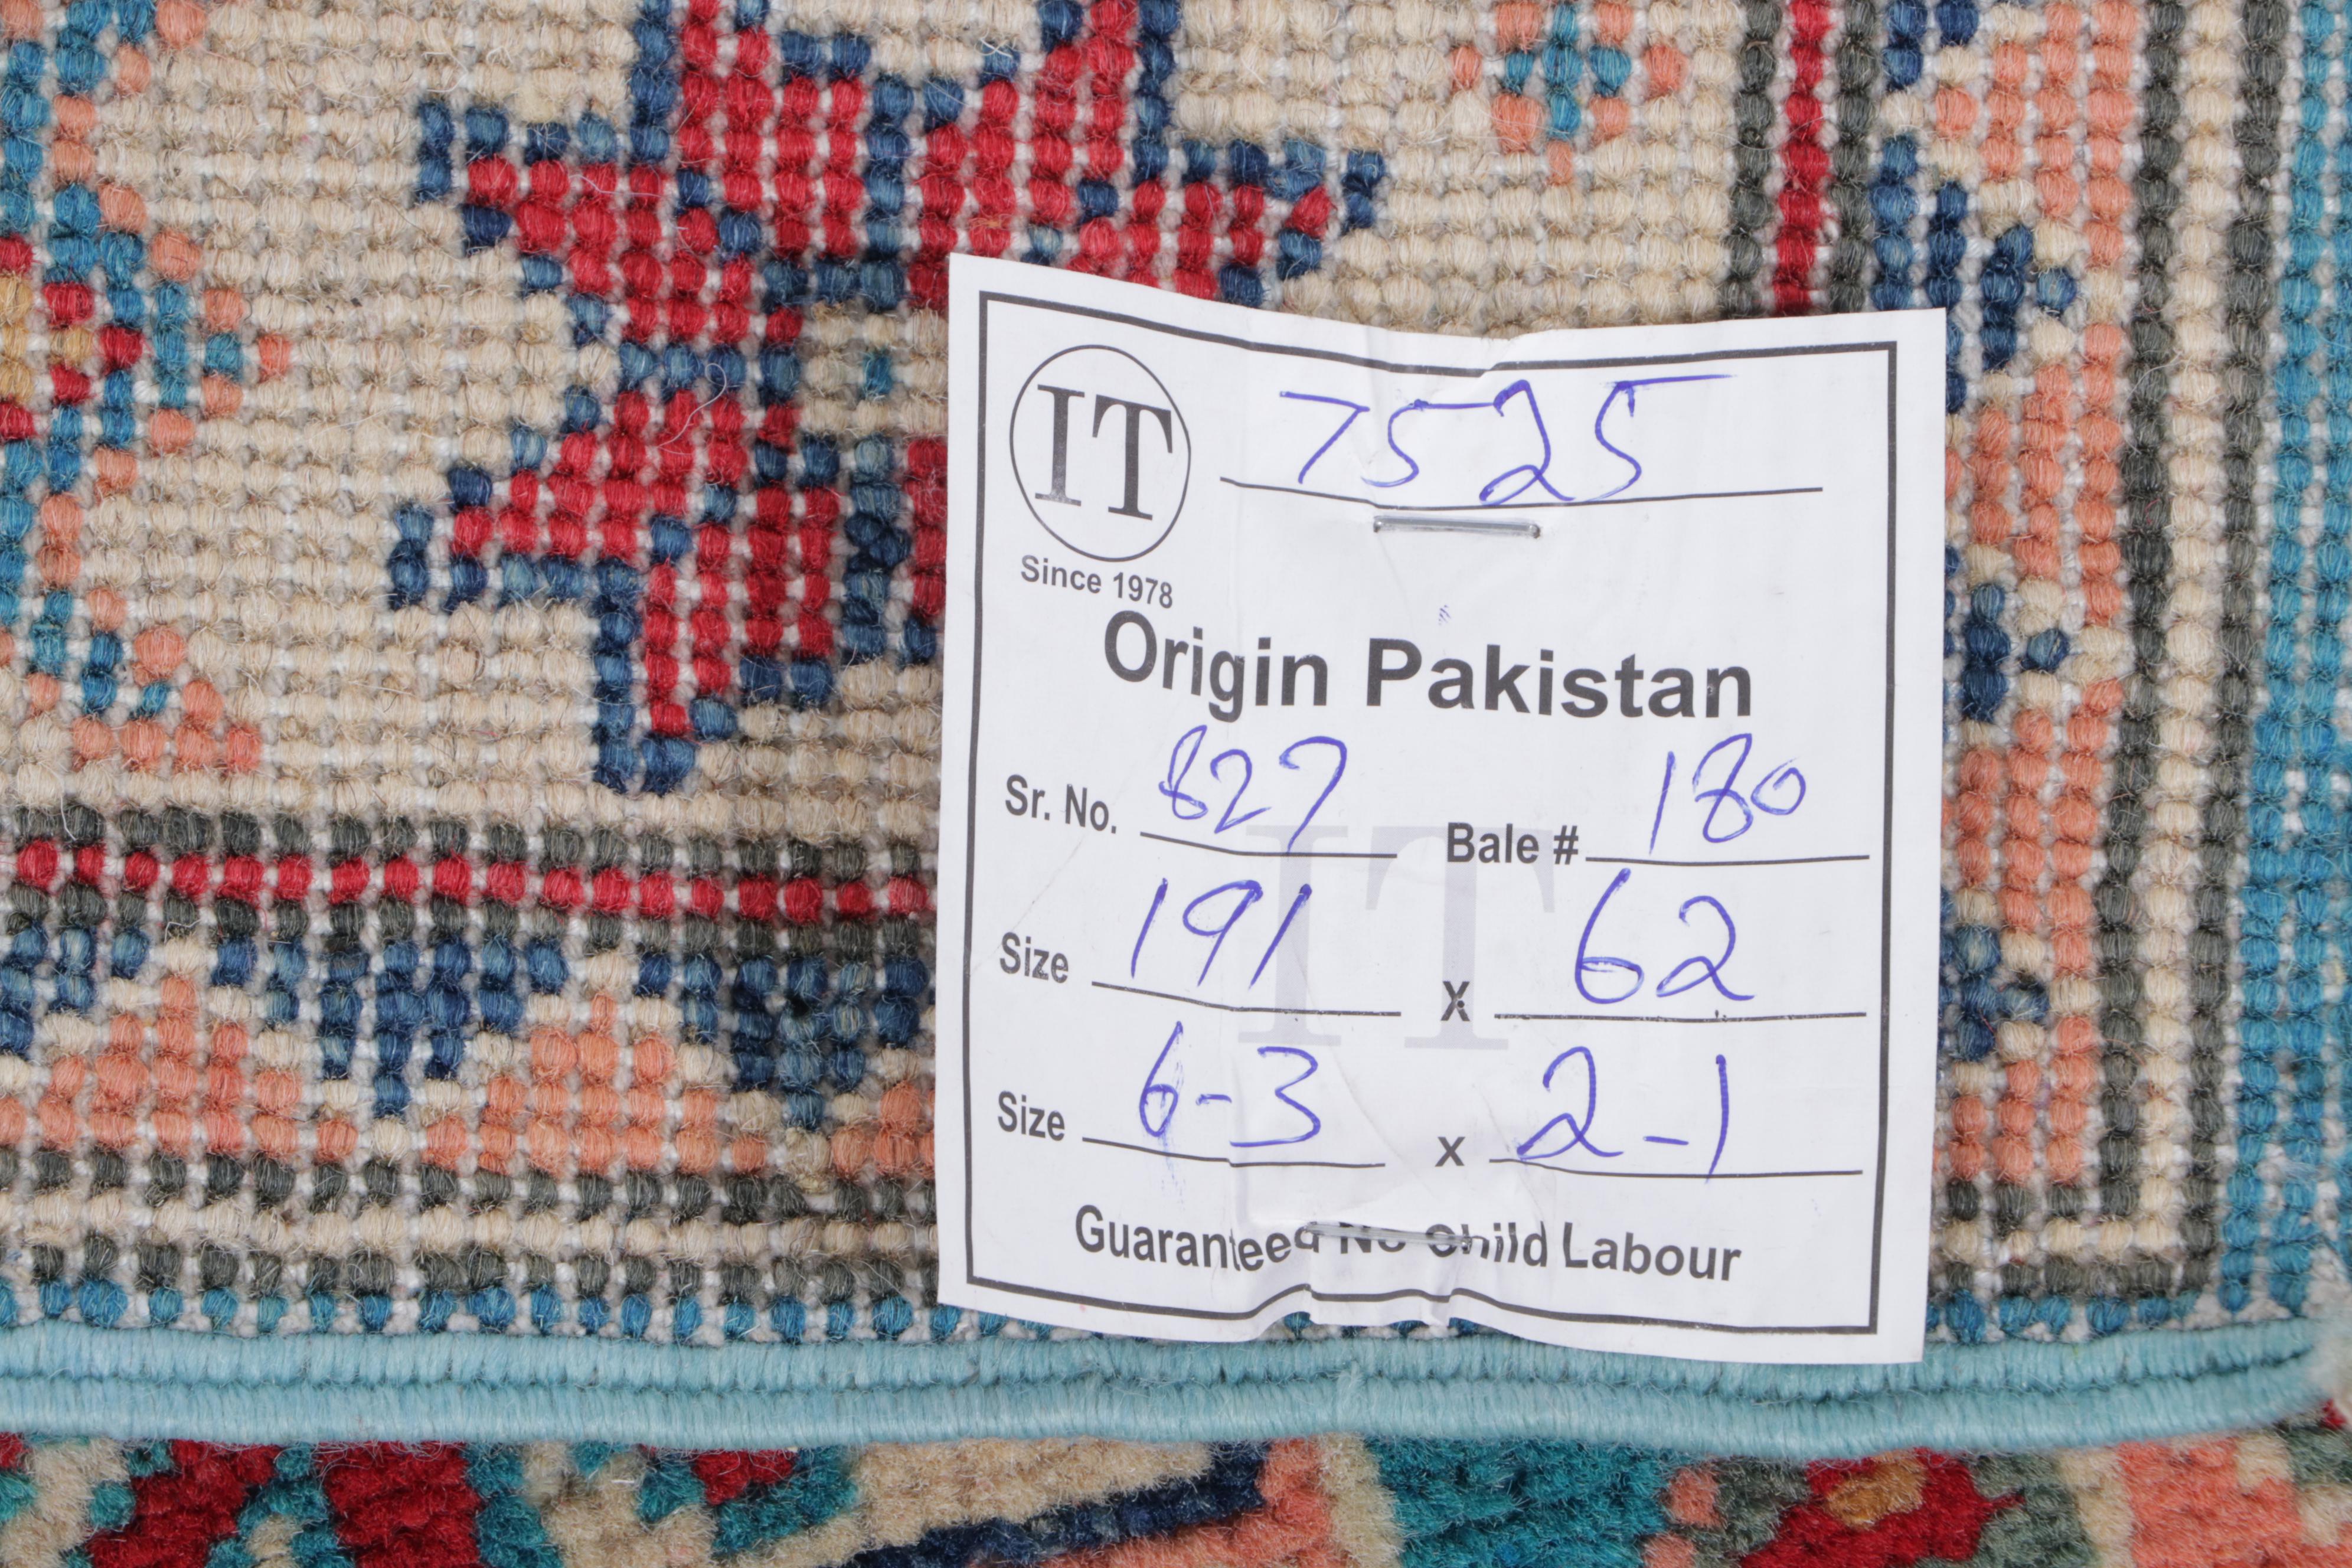 IT 7525
Since 1978
Origin Pakistan
Sr. No. 827 Bale # 180
Size 191 x 62
Size 6-3 x 2-1
Guaranteed No Child Labour
IT